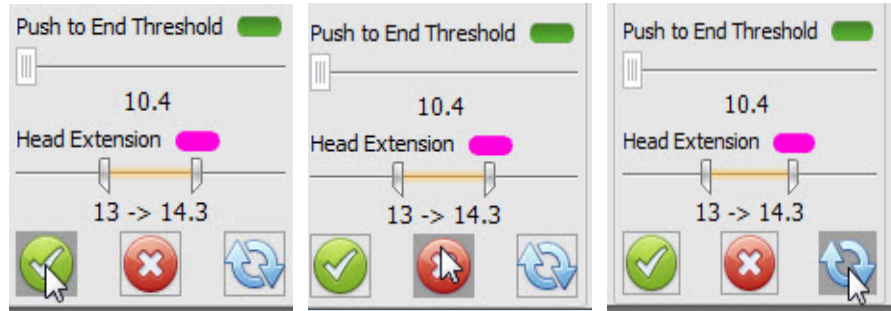 Push to End Threshold
10.4
Head Extension
13 -> 14.3
Push to End Threshold
10.4
Head Extension
13 -> 14.3
Push to End Threshold
10.4
Head Extension
13 -> 14.3